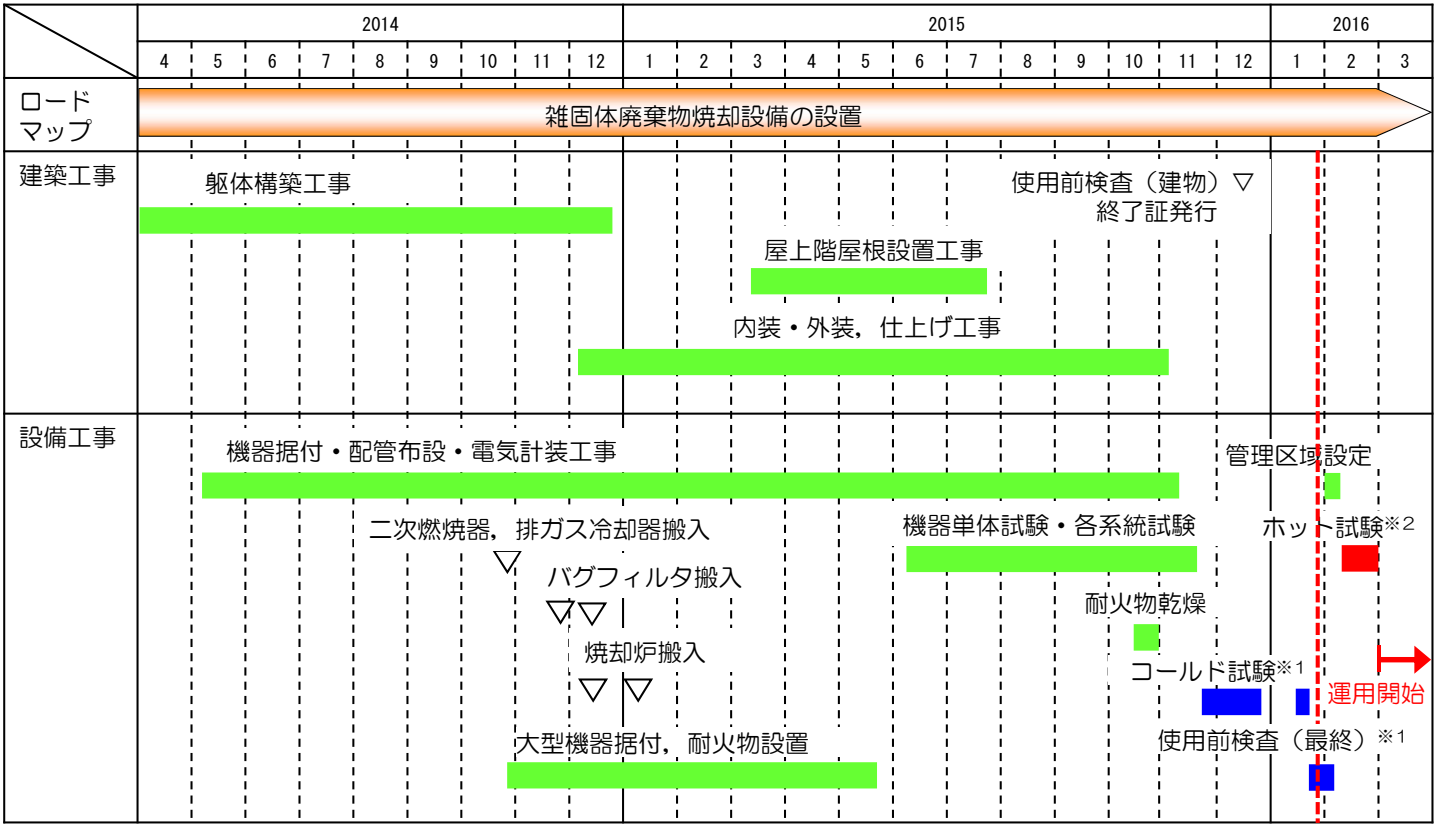 2014 2015 2016
4 5 6 7 8 9 10 11 12 1 2 3 4 5 6 7 8 9 10 11 12 1 2 3
ロード
マップ
雑固体廃棄物焼却設備の設置
建築工事
躯体構築工事
使用前検査（建物）▽
終了証発行
屋上階屋根設置工事
内装・外装，仕上げ工事
設備工事
機器据付・配管布設・電気計装工事
管理区域設定
二次燃焼器，排ガス冷却器搬入
機器単体試験・各系統試験
ホット試験※2
バグフィルタ搬入
耐火物乾燥
焼却炉搬入
コールド試験※1
運用開始
大型機器据付，耐火物設置
使用前検査（最終）※1